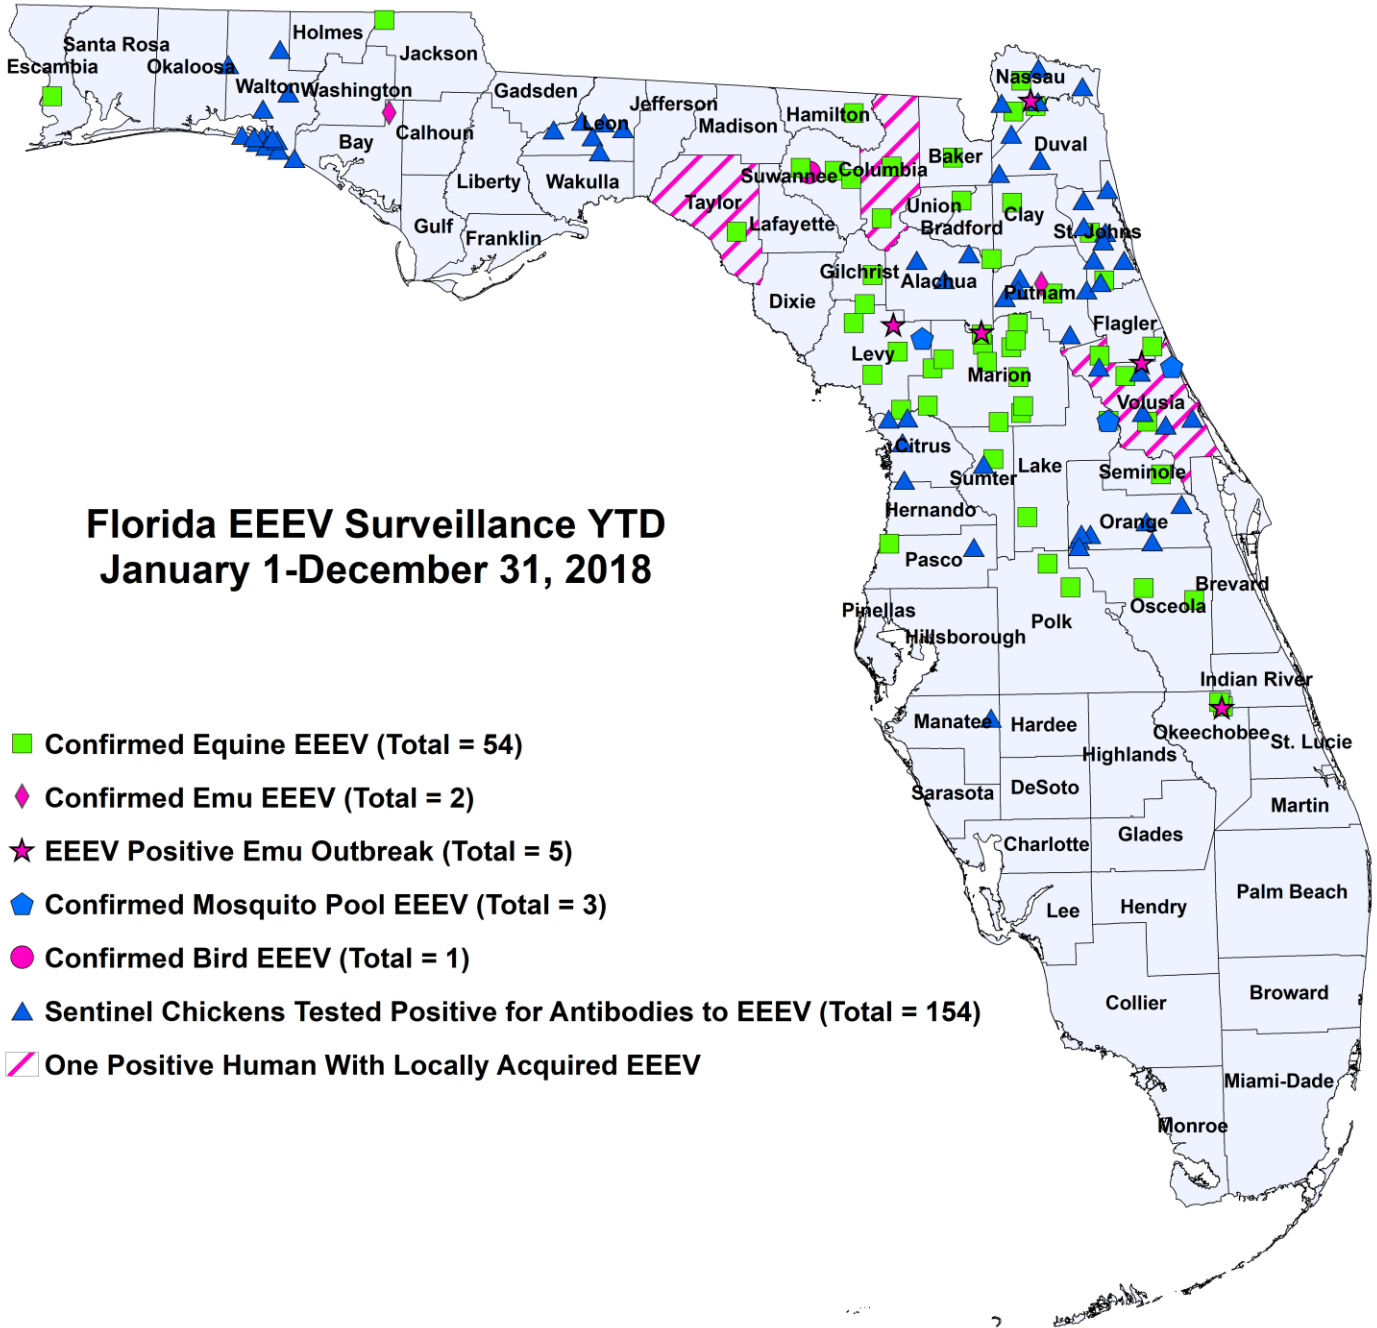 Holmes
Santa Rosa
Jackson
Escambia
Okaloosa
Walton
Washington
Gadsden
Jefferson
Leon
Madison
Hamilton
Nassau
Calhoun
Bay
Duval
Baker
Columbia
Suwannee
Liberty
Wakulla
Taylor
Union
Clay
Lafayette
Bradford
St. Johns
Gulf
Franklin
Gilchrist
Alachua
Putnam
Dixie
Flagler
Levy
Marion
Volusia
Citrus
Lake
Seminole
Sumter
Hernando
Orange
Florida EEEV Surveillance YTD
January 1-December 31, 2018
Pasco
Brevard
Osceola
Pinellas
Polk
Hillsborough
Indian River
Manatee
Hardee
Okeechobee
St. Lucie
Highlands
DeSoto
Sarasota
Martin
Glades
Charlotte
Palm Beach
Hendry
Lee
Broward
Collier
Miami-Dade
Monroe
Confirmed Equine EEEV (Total = 54)
Confirmed Emu EEEV (Total = 2)
EEEV Positive Emu Outbreak (Total = 5)
Confirmed Mosquito Pool EEEV (Total = 3)
Confirmed Bird EEEV (Total = 1)
Sentinel Chickens Tested Positive for Antibodies to EEEV (Total = 154)
One Positive Human With Locally Acquired EEEV